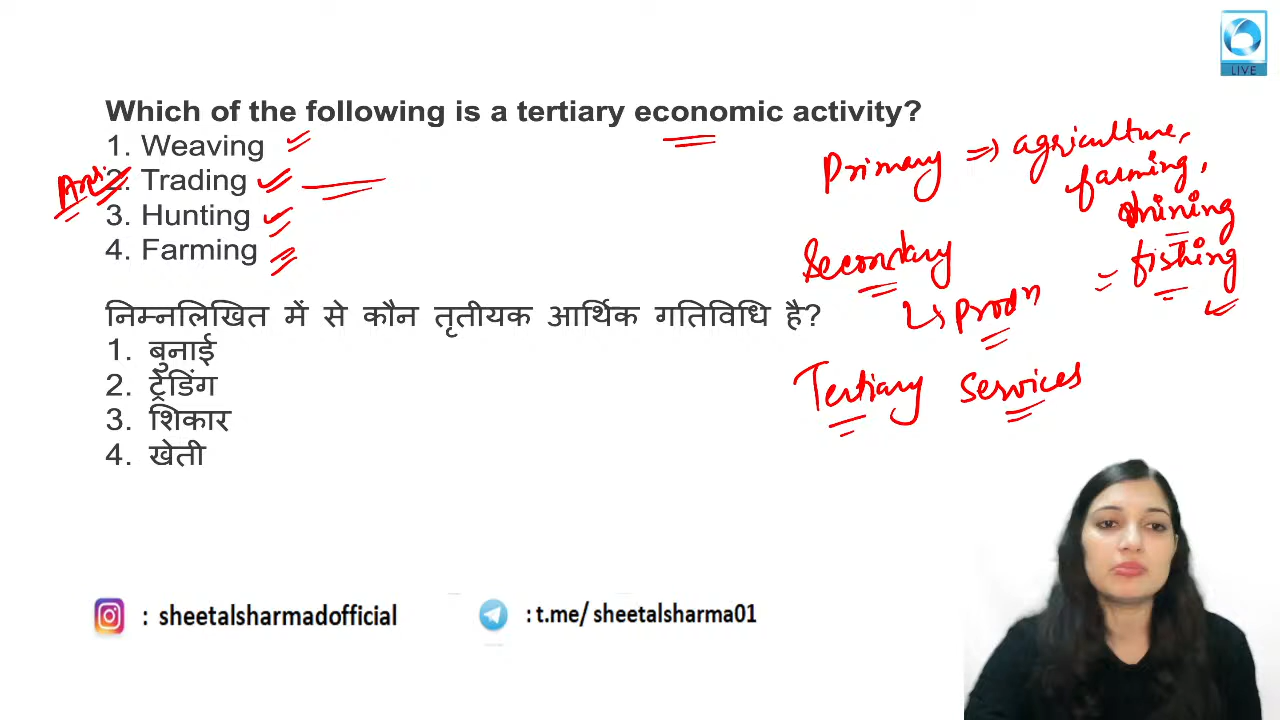 LIVE
Which of the following is a tertiary economic activity?
1. Weaving
Ans: 2. Trading
3. Hunting
4. Farming
Primary => agriculture,
farming,
mining
= fishing
Secondary
↳ Prodⁿ
Tertiary Services
निम्नलिखित में से कौन तृतीयक आर्थिक गतिविधि है?
1. बुनाई
2. ट्रेडिंग
3. शिकार
4. खेती
: sheetalsharmadofficial
: t.me/ sheetalsharma01